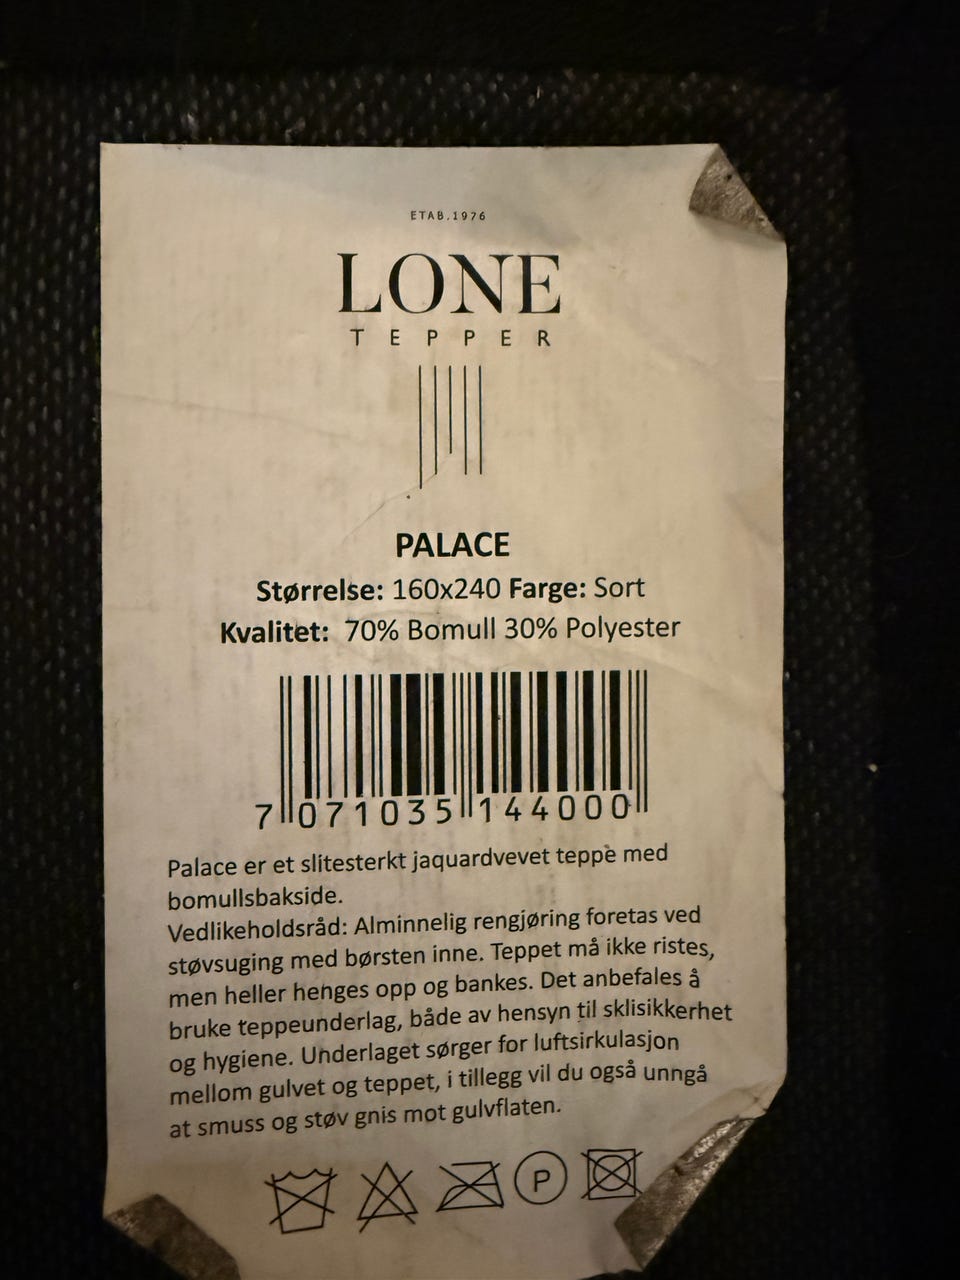 ETAB.1976
LONE
TEPPER
PALACE
Størrelse: 160x240 Farge: Sort
Kvalitet: 70% Bomull 30% Polyester
7 071035 144000
Palace er et slitesterkt jaquardvevet teppe med
bomullsbakside.
Vedlikeholdsråd: Alminnelig rengjøring foretas ved
støvsuging med børsten inne. Teppet må ikke ristes,
men heller henges opp og bankes. Det anbefales å
bruke teppeunderlag, både av hensyn til sklisikkerhet
og hygiene. Underlaget sørger for luftsirkulasjon
mellom gulvet og teppet, i tillegg vil du også unngå
at smuss og støv gnis mot gulvflaten.
P